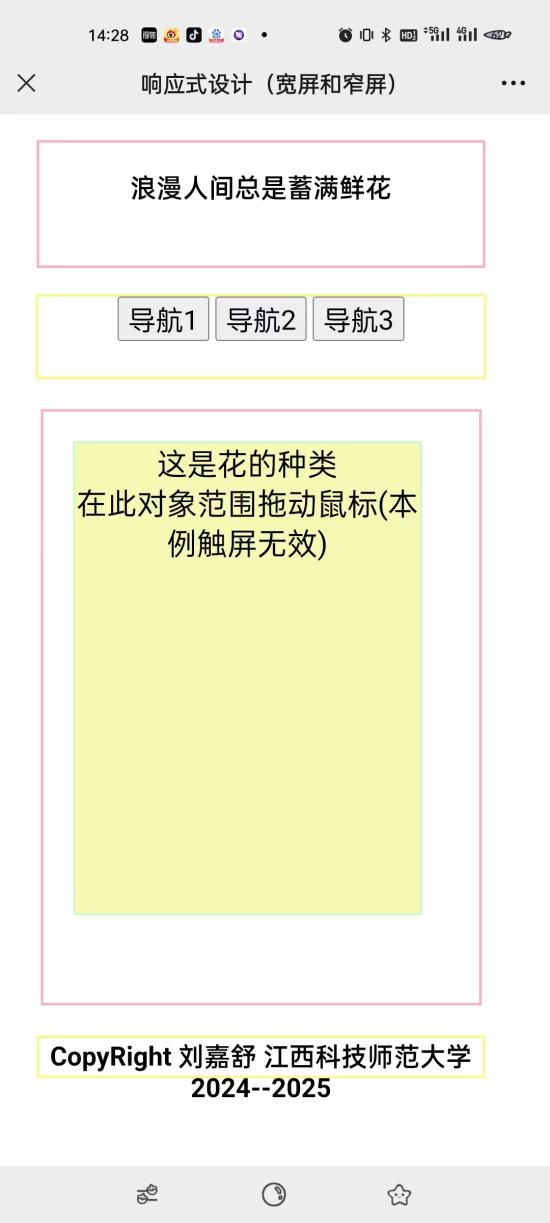 14:28
响应式设计（宽屏和窄屏）
浪漫人间总是蓄满鲜花
导航1 导航2 导航3
这是花的种类
在此对象范围拖动鼠标(本
例触屏无效)
CopyRight 刘嘉舒 江西科技师范大学
2024--2025